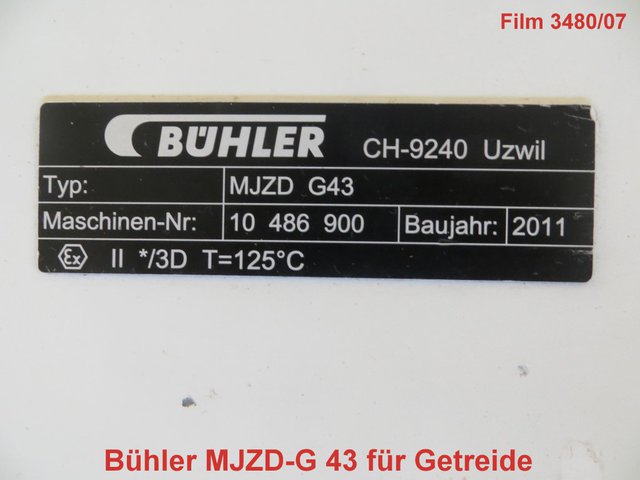 Film 3480/07
BÜHLER CH-9240 Uzwil
Typ: MJZD G43
Maschinen-Nr: 10 486 900 Baujahr: 2011
Ex II */3D T=125°C
Bühler MJZD-G 43 für Getreide